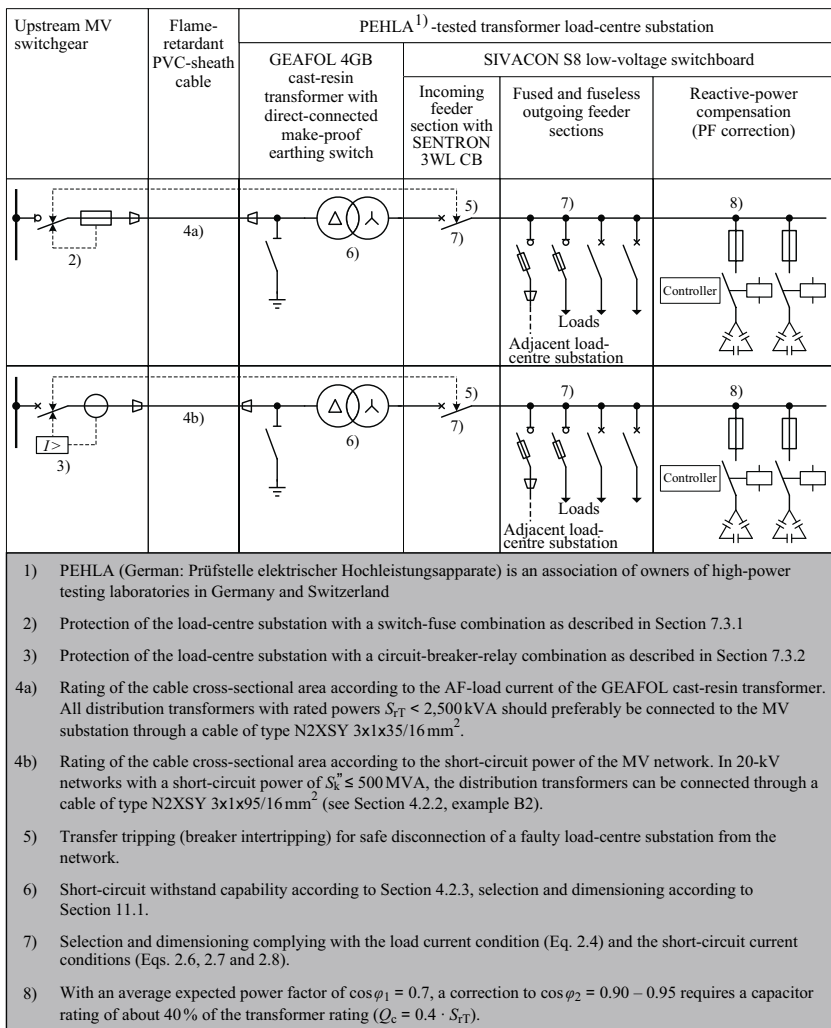 Upstream MV
switchgear
Flame-
retardant
PVC-sheath
cable
PEHLA1)-tested transformer load-centre substation
GEAFOL 4GB
cast-resin
transformer with
direct-connected
make-proof
earthing switch
SIVACON S8 low-voltage switchboard
Incoming
feeder
section with
SENTRON
3WL CB
Fused and fuseless
outgoing feeder
sections
Reactive-power
compensation
(PF correction)
2)
4a)
6)
5)
7)
7)
8)
Controller
Loads
Adjacent load-
centre substation
I>
3)
4b)
6)
5)
7)
7)
8)
Controller
Loads
Adjacent load-
centre substation
1) PEHLA (German: Prüfstelle elektrischer Hochleistungsapparate) is an association of owners of high-power
testing laboratories in Germany and Switzerland
2) Protection of the load-centre substation with a switch-fuse combination as described in Section 7.3.1
3) Protection of the load-centre substation with a circuit-breaker-relay combination as described in Section 7.3.2
4a) Rating of the cable cross-sectional area according to the AF-load current of the GEAFOL cast-resin transformer.
All distribution transformers with rated powers SrT < 2,500 kVA should preferably be connected to the MV
substation through a cable of type N2XSY 3x1x35/16 mm².
4b) Rating of the cable cross-sectional area according to the short-circuit power of the MV network. In 20-kV
networks with a short-circuit power of Sk" ≤ 500 MVA, the distribution transformers can be connected through a
cable of type N2XSY 3x1x95/16 mm² (see Section 4.2.2, example B2).
5) Transfer tripping (breaker intertripping) for safe disconnection of a faulty load-centre substation from the
network.
6) Short-circuit withstand capability according to Section 4.2.3, selection and dimensioning according to
Section 11.1.
7) Selection and dimensioning complying with the load current condition (Eq. 2.4) and the short-circuit current
conditions (Eqs. 2.6, 2.7 and 2.8).
8) With an average expected power factor of cos φ1 = 0.7, a correction to cos φ2 = 0.90 – 0.95 requires a capacitor
rating of about 40 % of the transformer rating (Qc = 0.4 · SrT).